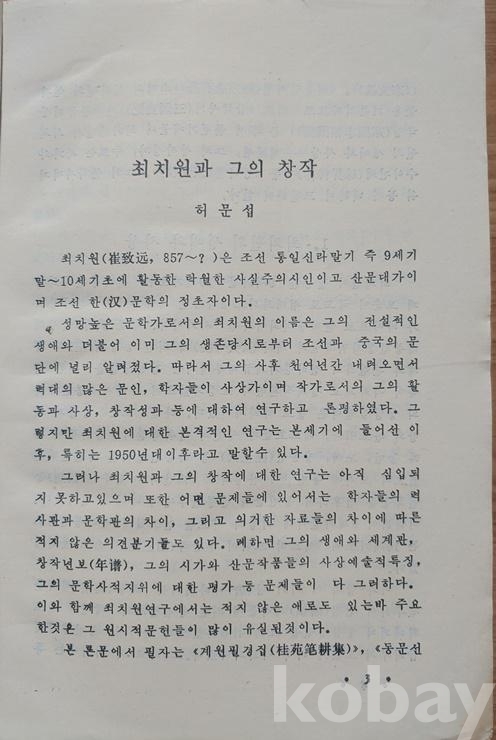 최치원과 그의 창작
허 문 섭
최치원(崔致远, 857～？)은 조선 통일신라말기 즉 9세기
말～10세기초에 활동한 탁월한 사실주의시인이고 산문대가이
며 조선 한(汉)문학의 정초자이다.
성망높은 문학가로서의 최치원의 이름은 그의 전설적인
생애와 더불어 이미 그의 생존당시로부터 조선과 중국의 문
단에 널리 알려졌다. 따라서 그의 사후 천여년간 내려오면서
력대의 많은 문인, 학자들이 사상가이며 작가로서의 그의 활
동과 사상, 창작성과 등에 대하여 연구하고 론평하였다. 그
렇지만 최치원에 대한 본격적인 연구는 본세기에 들어선 이
후, 특히는 1950년대이후라고 말할수 있다.
그러나 최치원과 그의 창작에 대한 연구는 아직 심입되
지 못하고있으며 또한 어떤 문제들에 있어서는 학자들의 력
사관과 문학관의 차이, 그리고 의거한 자료들의 차이에 따른
적지 않은 의견분기들도 있다. 례하면 그의 생애와 세계관,
창작년보(年谱), 그의 시가와 산문작품들의 사상예술적특징,
그의 문학사적지위에 대한 평가 등 문제들이 다 그러하다.
이와 함께 최치원연구에서는 적지 않은 애로도 있는바 주요
한것은 그 원시적문헌들이 많이 유실된것이다.
본 론문에서 필자는 《계원필경집(桂苑笔耕集)》, 《동문선
• 3 •
kobay